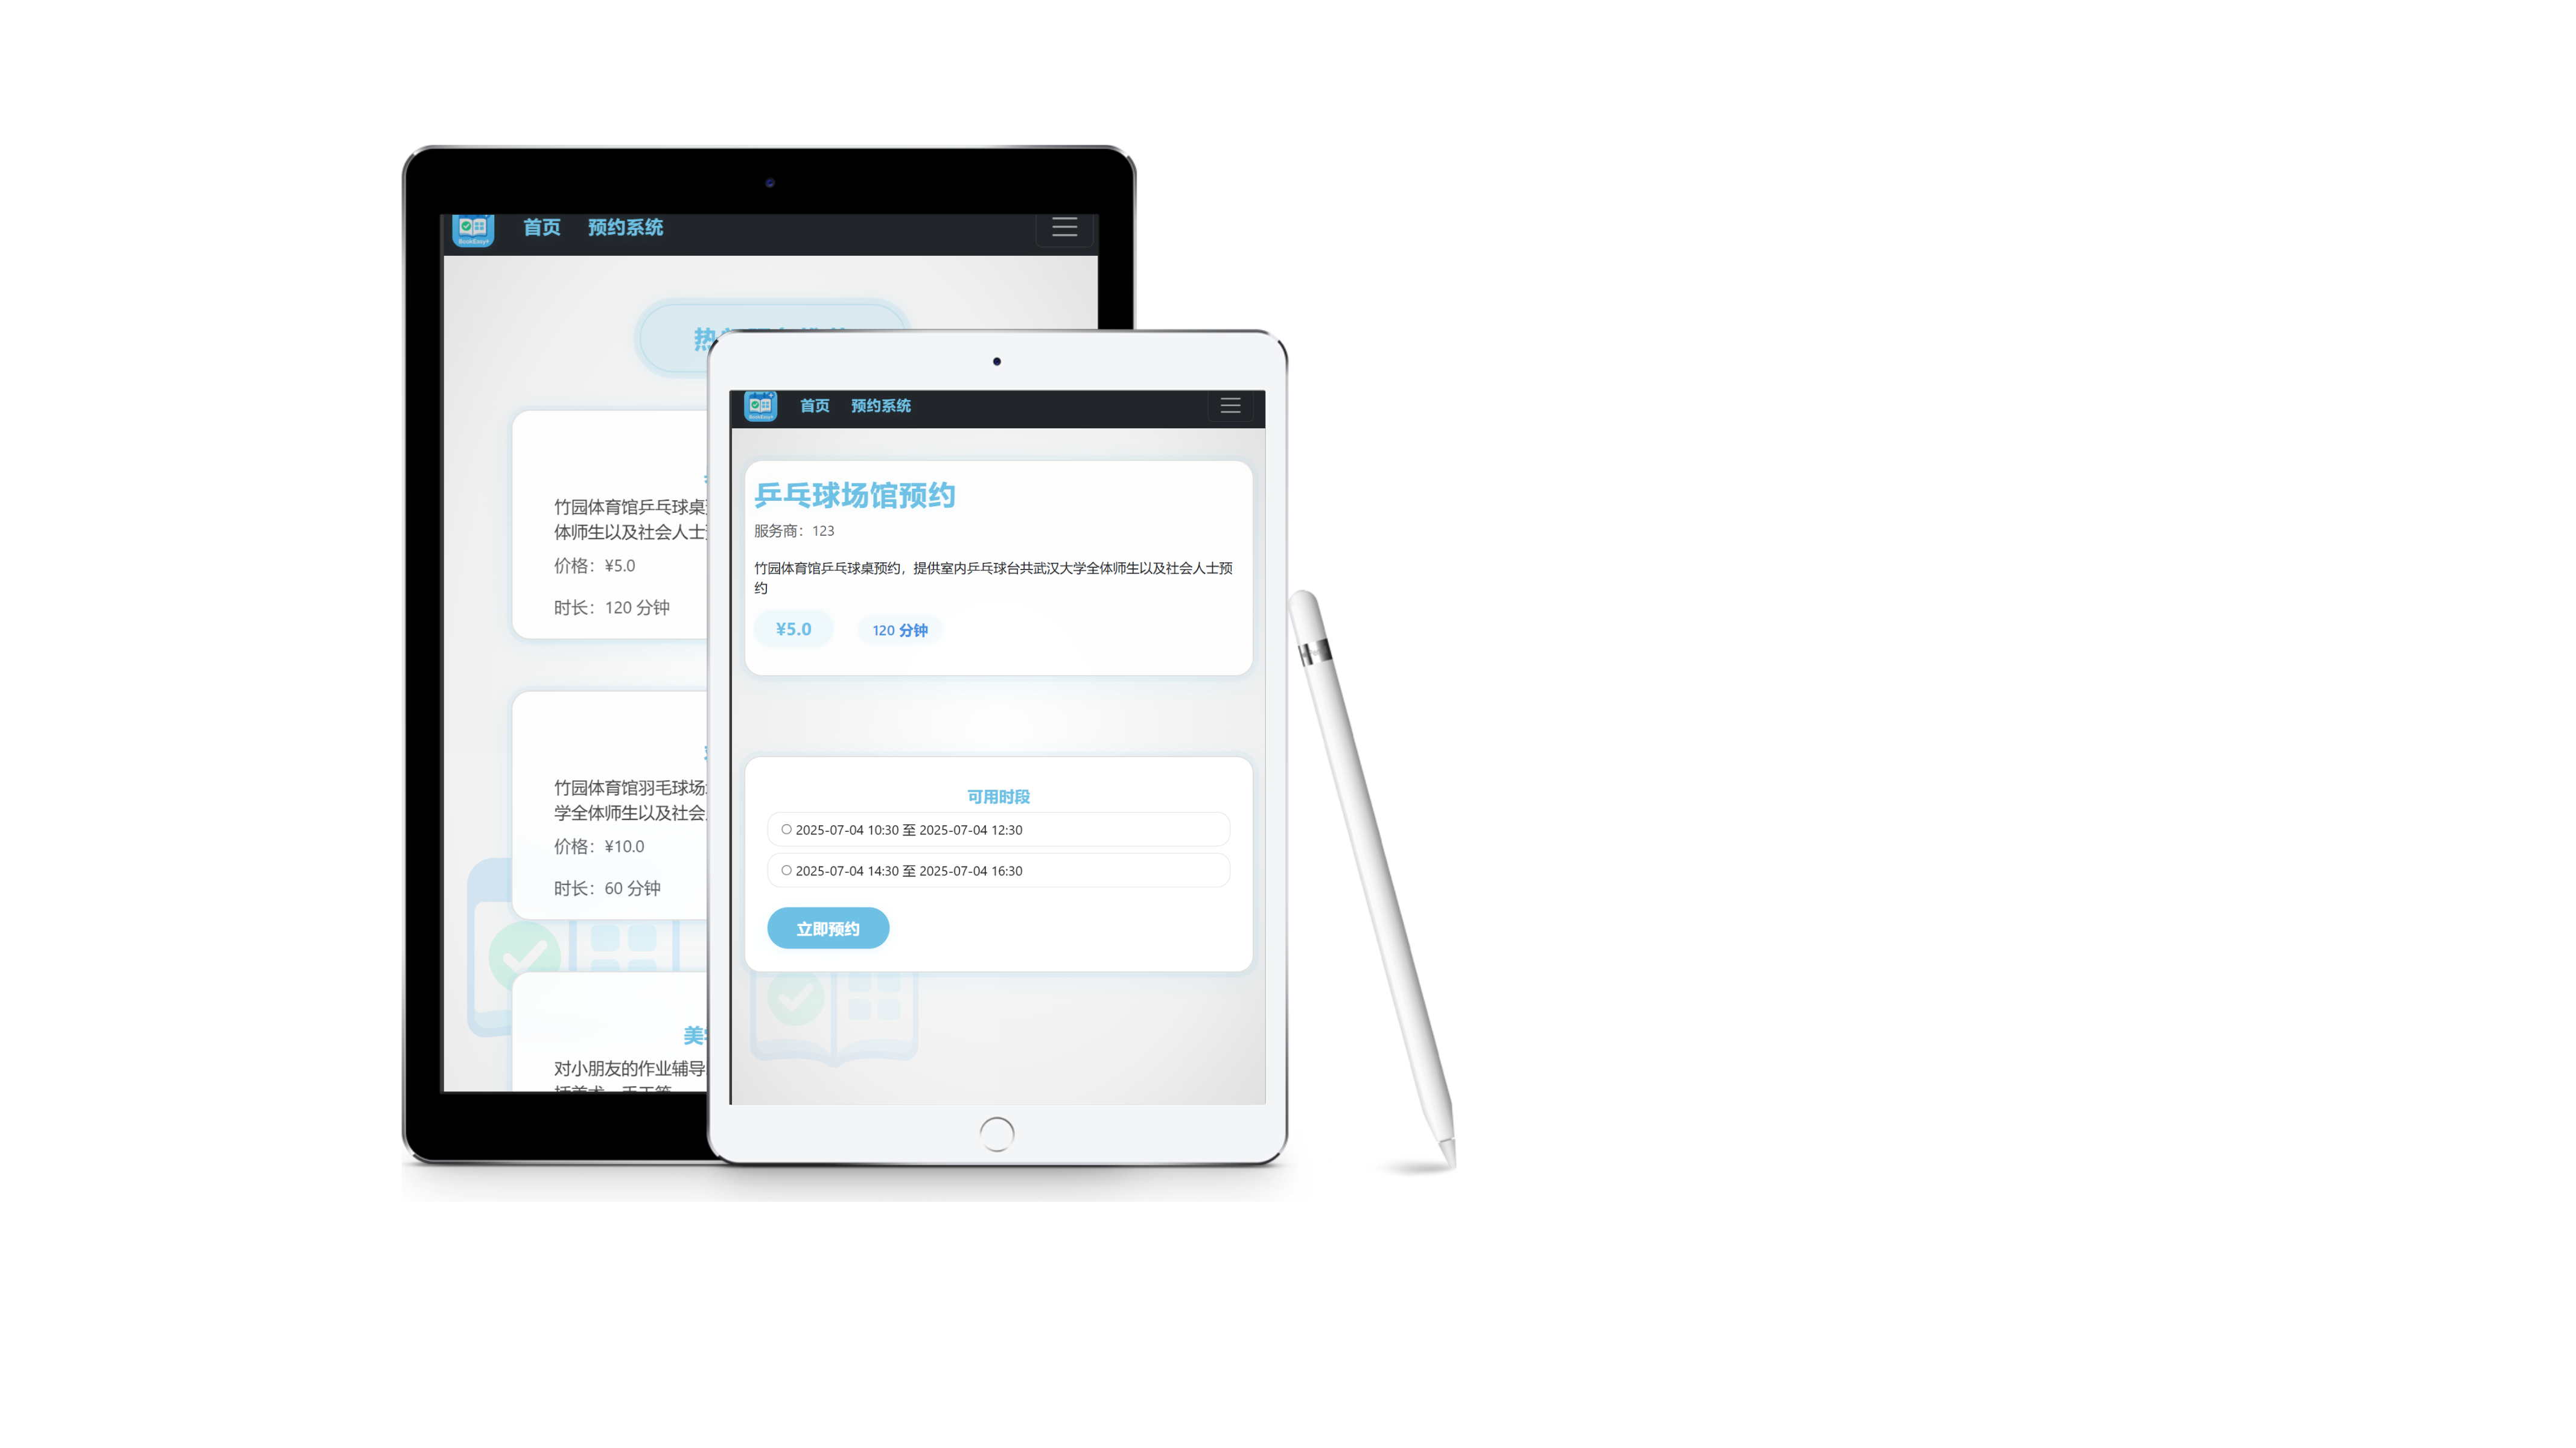 BookEasy+
首页
预约系统
竹园体育馆乒乓球桌
体师生以及社会人士
价格：¥5.0
时长：120 分钟
竹园体育馆羽毛球场
学全体师生以及社会
价格：¥10.0
时长：60 分钟
美
对小朋友的作业辅导
BookEasy+
首页
预约系统
乒乓球场馆预约
服务商：123
竹园体育馆乒乓球桌预约，提供室内乒乓球台共武汉大学全体师生以及社会人士预
约
¥5.0
120 分钟
可用时段
2025-07-04 10:30 至 2025-07-04 12:30
2025-07-04 14:30 至 2025-07-04 16:30
立即预约